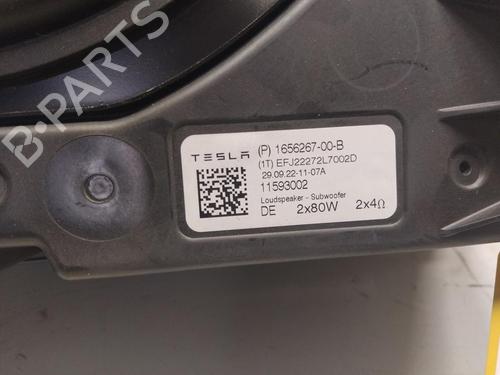 B-PARTS
TESLA
(P) 1656267-00-B
(1T) EFJ22272L7002D
29.09.22-11-07A
11593002
Loudspeaker - Subwoofer
DE 2x80W 2x4Ω